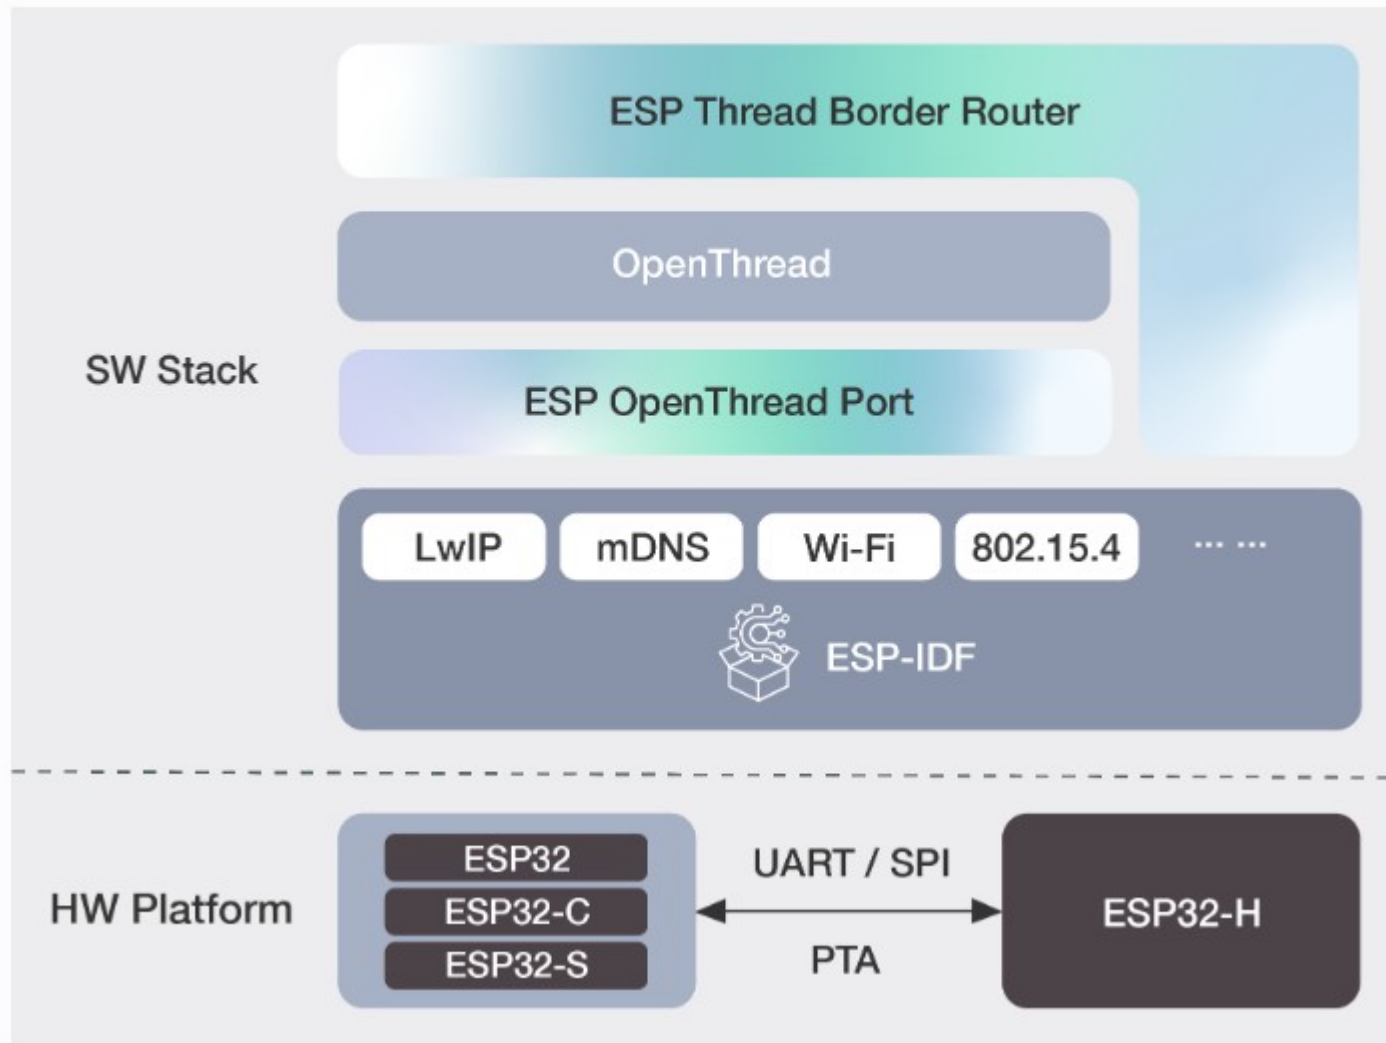 ESP Thread Border Router
OpenThread
SW Stack
ESP OpenThread Port
LwIP
mDNS
Wi-Fi
802.15.4
... ...
ESP-IDF
HW Platform
ESP32
ESP32-C
ESP32-S
UART / SPI
PTA
ESP32-H